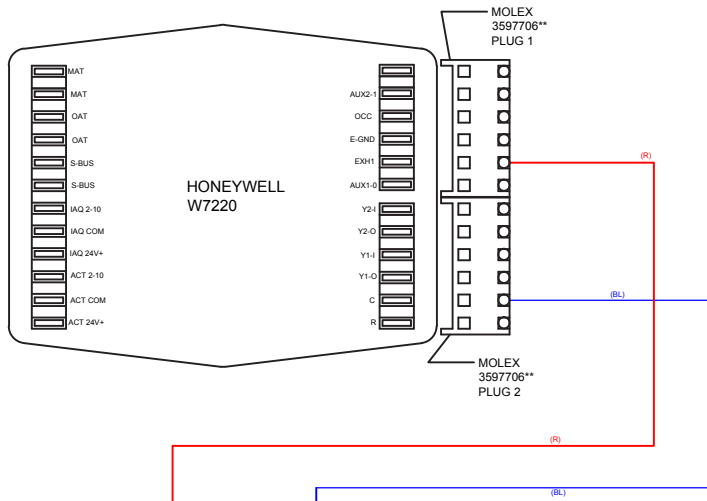 MOLEX
3597706**
PLUG 1
MAT
MAT
OAT
OAT
S-BUS
S-BUS
IAQ 2-10
IAQ COM
IAQ 24V+
ACT 2-10
ACT COM
ACT 24V+
HONEYWELL
W7220
AUX2-1
OCC
E-GND
EXH1
AUX1-0
Y2-I
Y2-O
Y1-I
Y1-O
C
R
(R)
(BL)
MOLEX
3597706**
PLUG 2
(R)
(BL)